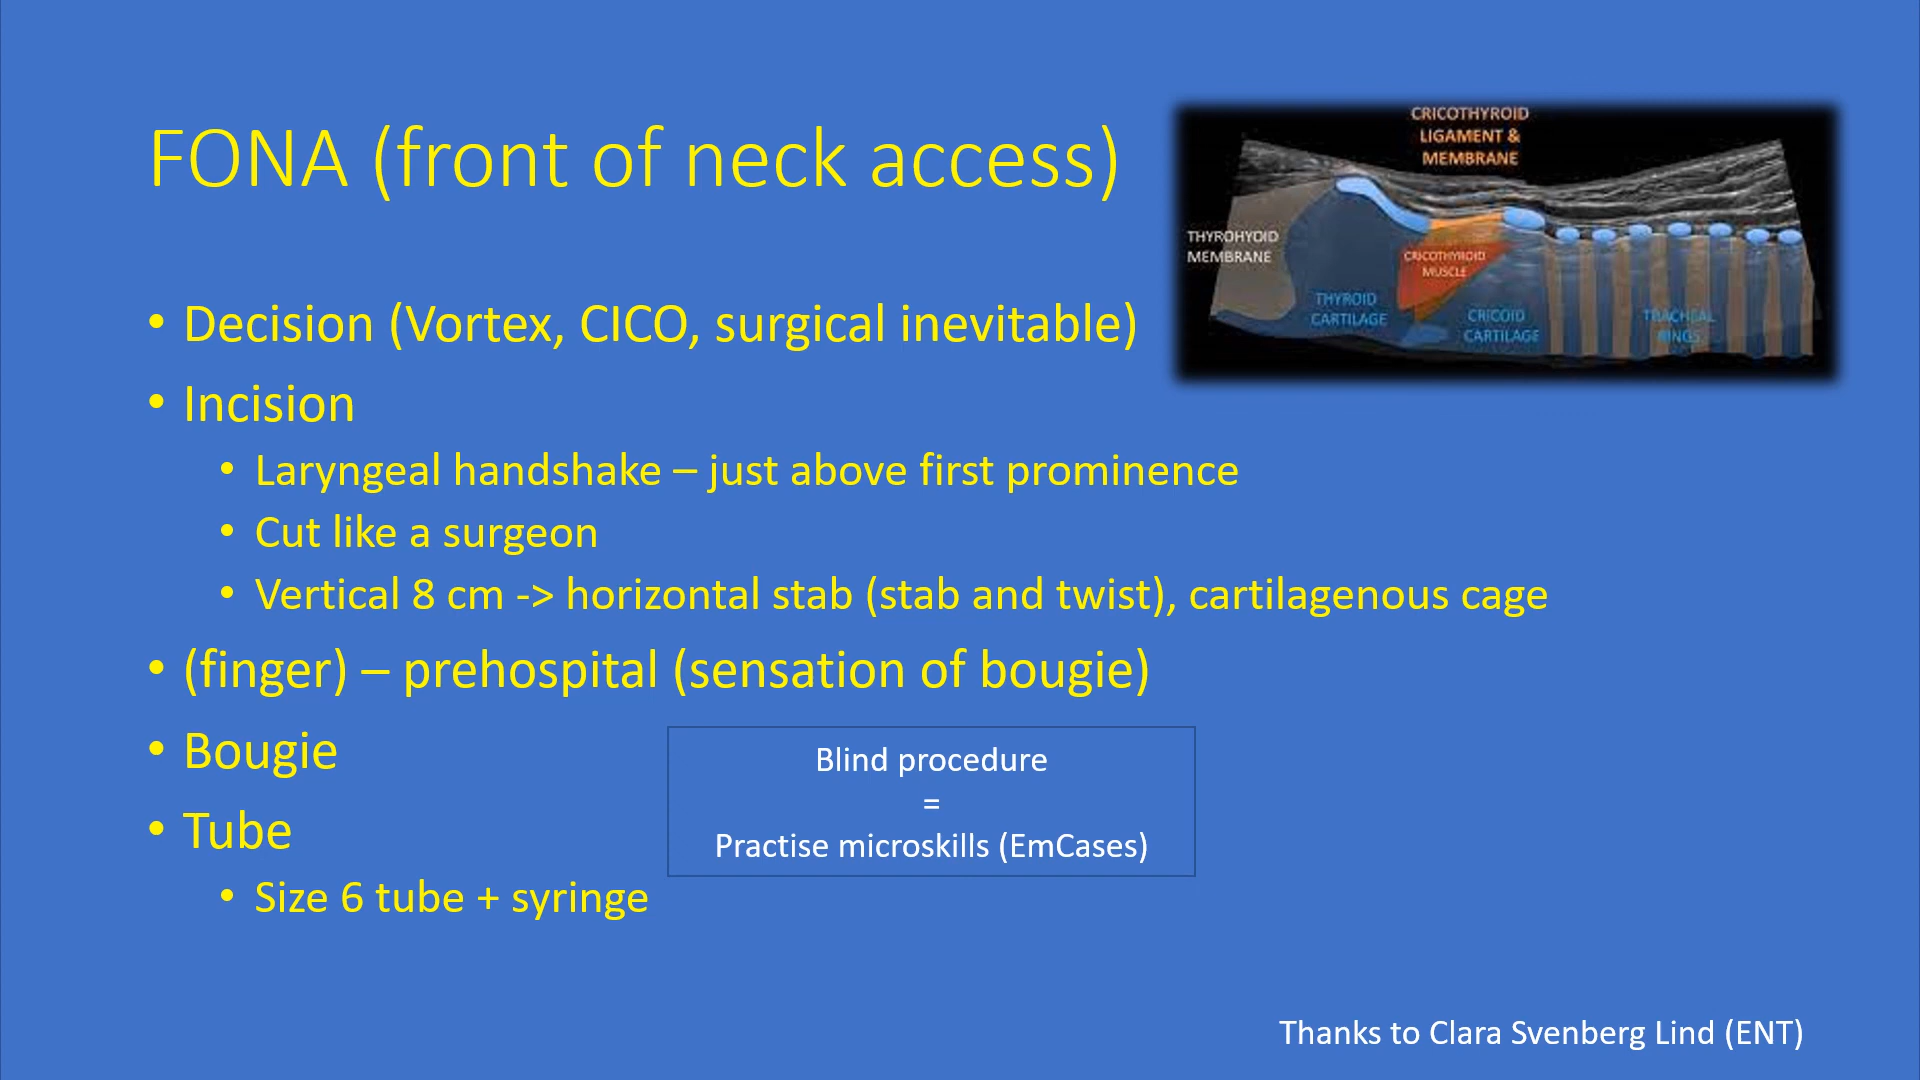 FONA (front of neck access)
CRICOTHYROID
LIGAMENT &
MEMBRANE
THYROHYOID
MEMBRANE
CRICOTHYROID
MUSCLE
THYROID
CARTILAGE
CRICOID
CARTILAGE
TRACHEAL
RINGS
• Decision (Vortex, CICO, surgical inevitable)
• Incision
• Laryngeal handshake – just above first prominence
• Cut like a surgeon
• Vertical 8 cm -> horizontal stab (stab and twist), cartilagenous cage
• (finger) – prehospital (sensation of bougie)
• Bougie
• Tube
• Size 6 tube + syringe
Blind procedure
=
Practise microskills (EmCases)
Thanks to Clara Svenberg Lind (ENT)